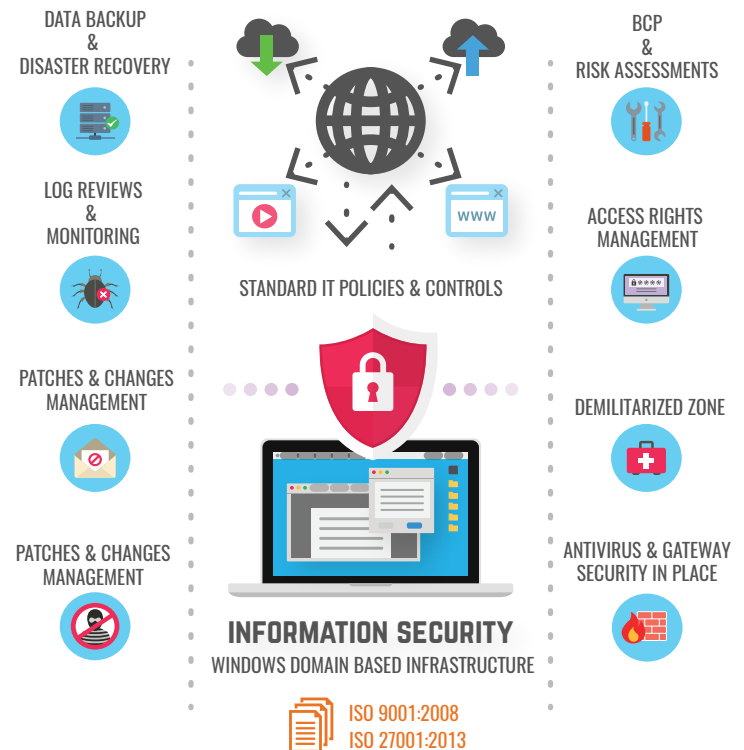 DATA BACKUP
&
DISASTER RECOVERY
LOG REVIEWS
&
MONITORING
PATCHES & CHANGES
MANAGEMENT
PATCHES & CHANGES
MANAGEMENT
WWW
STANDARD IT POLICIES & CONTROLS
INFORMATION SECURITY
WINDOWS DOMAIN BASED INFRASTRUCTURE
ISO 9001:2008
ISO 27001:2013
BCP
&
RISK ASSESSMENTS
ACCESS RIGHTS
MANAGEMENT
DEMILITARIZED ZONE
ANTIVIRUS & GATEWAY
SECURITY IN PLACE